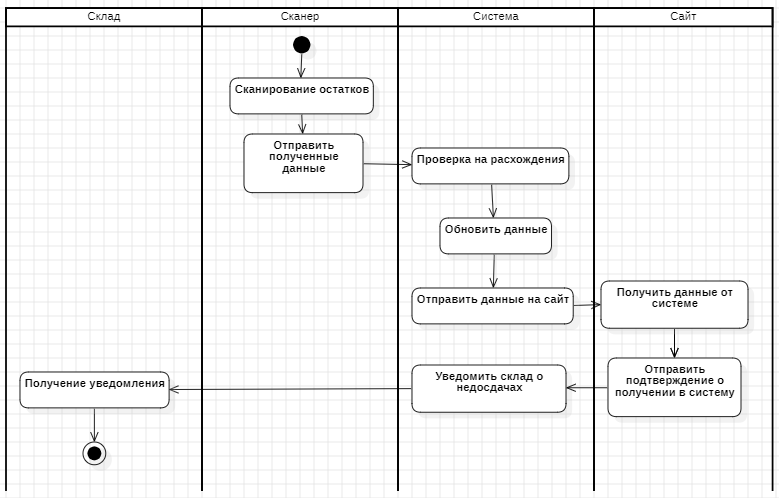 Склад
Сканер
Система
Сайт
Сканирование остатков
Отправить
полученные
данные
Проверка на расхождения
Обновить данные
Отправить данные на сайт
Получить данные от
системе
Отправить
подтверждение о
получении в систему
Уведомить склад о
недосдачах
Получение уведомления